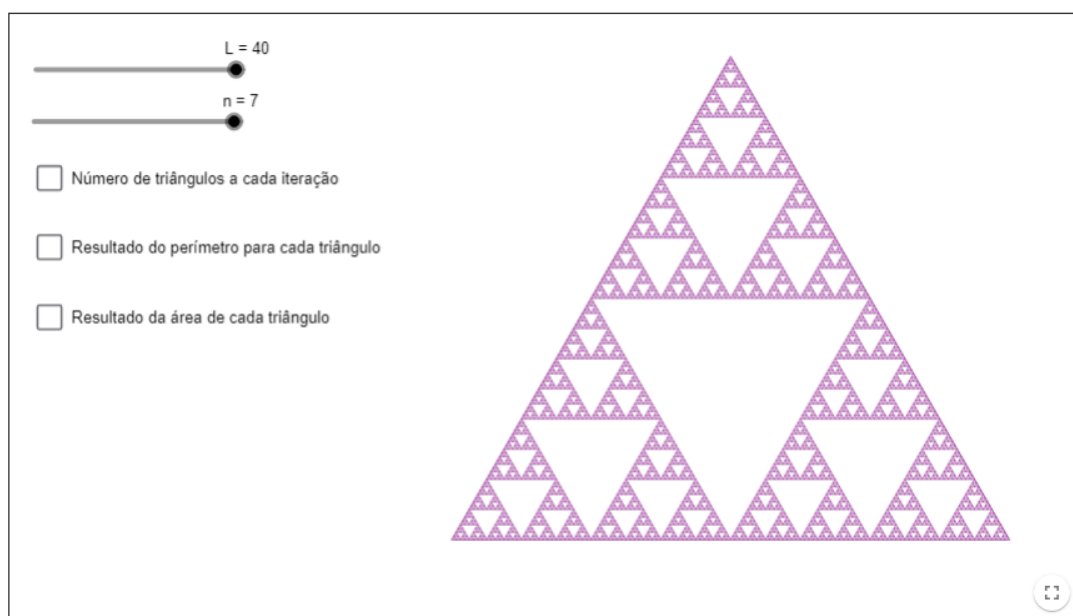 L = 40
n = 7
Número de triângulos a cada iteração
Resultado do perímetro para cada triângulo
Resultado da área de cada triângulo